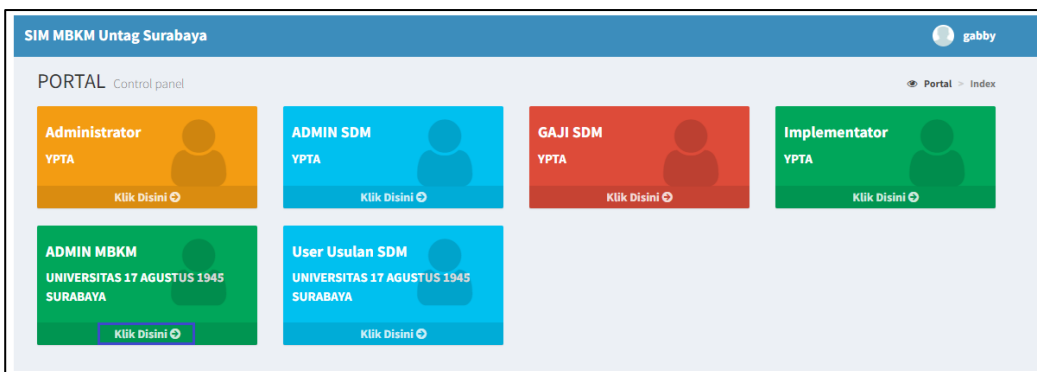 SIM MBKM Untag Surabaya
gabby
PORTAL Control panel
Portal > Index
Administrator
YPTA
Klik Disini
ADMIN SDM
YPTA
Klik Disini
GAJI SDM
YPTA
Klik Disini
Implementator
YPTA
Klik Disini
ADMIN MBKM
UNIVERSITAS 17 AGUSTUS 1945
SURABAYA
Klik Disini
User Usulan SDM
UNIVERSITAS 17 AGUSTUS 1945
SURABAYA
Klik Disini